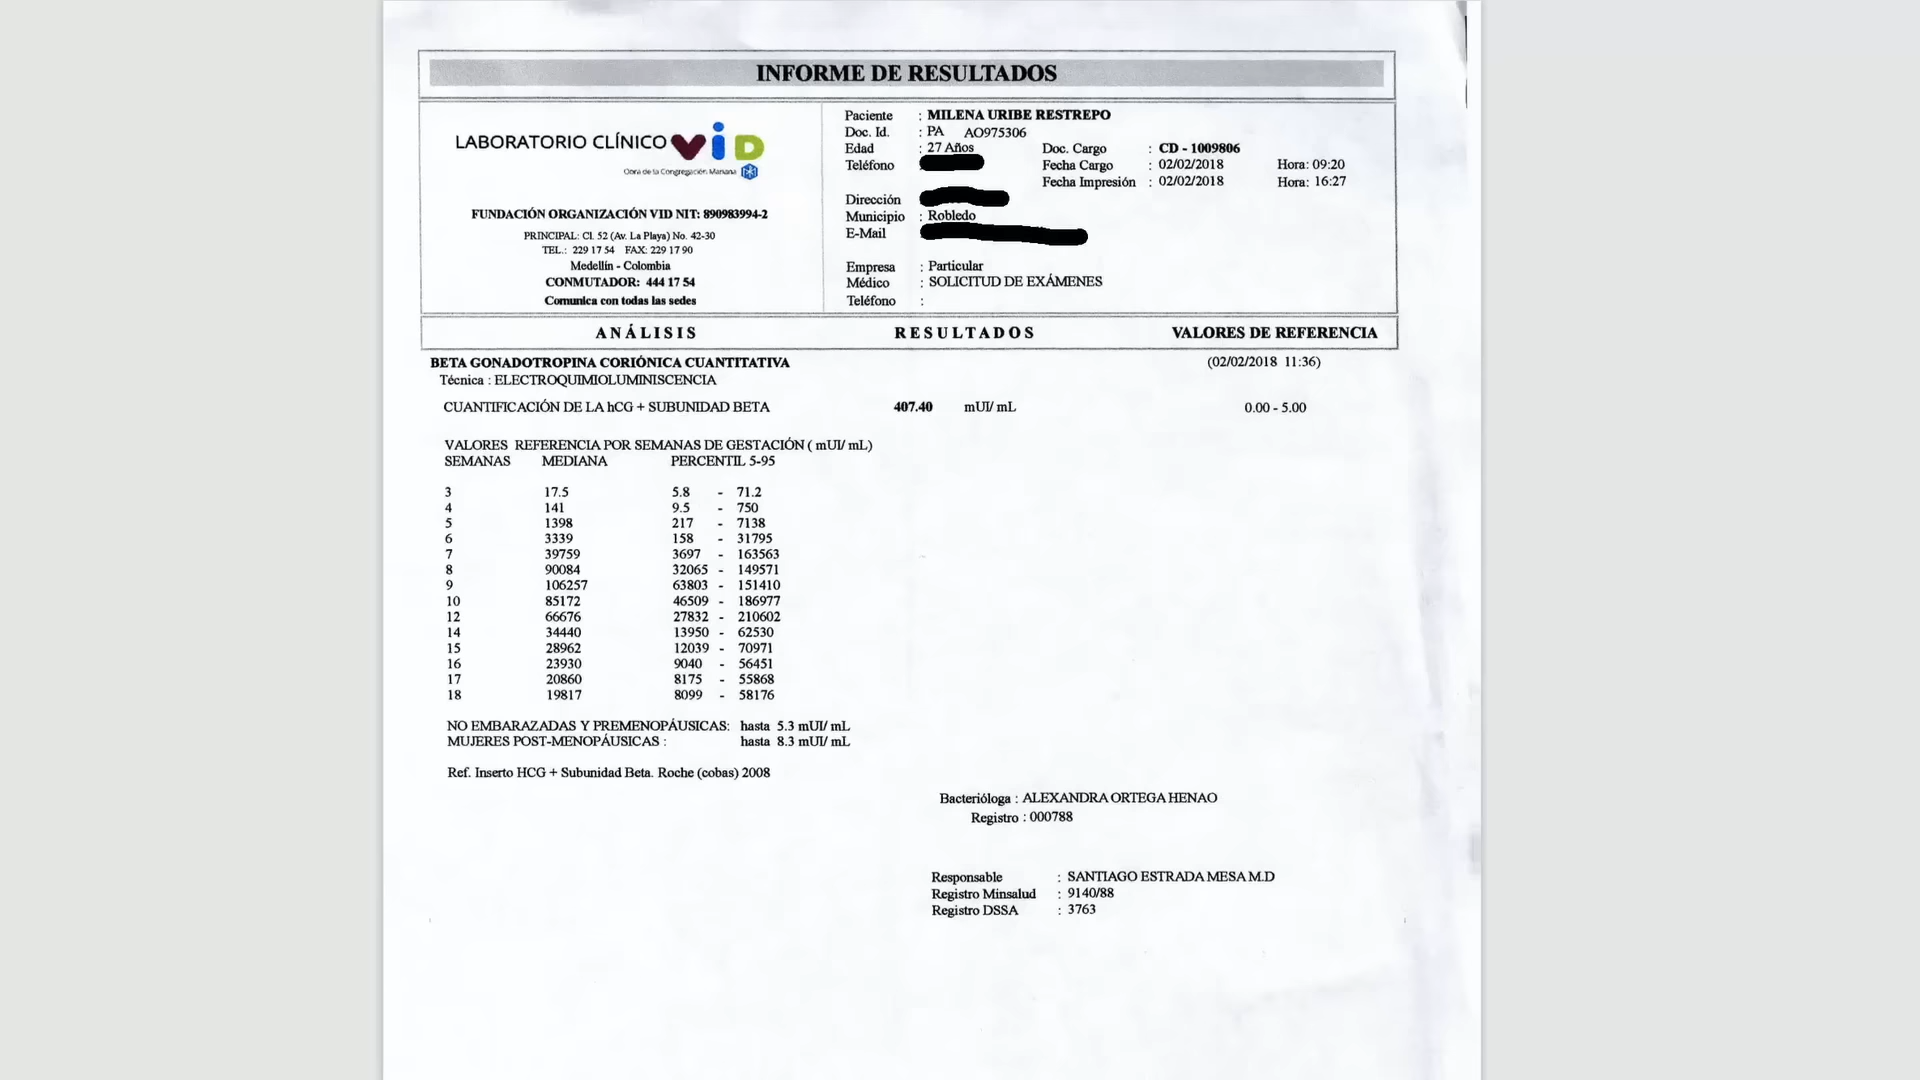 INFORME DE RESULTADOS
LABORATORIO CLÍNICO VID
Obra de la Congregación Mariana
FUNDACIÓN ORGANIZACIÓN VID NIT: 890983994-2
PRINCIPAL: Cl. 52 (Av. La Playa) No. 42-30
TEL.: 229 17 54 FAX: 229 17 90
Medellín - Colombia
CONMUTADOR: 444 17 54
Comunica con todas las sedes
Paciente : MILENA URIBE RESTREPO
Doc. Id. : PA AO975306
Edad : 27 Años Doc. Cargo : CD - 1009806
Teléfono Fecha Cargo : 02/02/2018 Hora: 09:20
Fecha Impresión : 02/02/2018 Hora: 16:27
Dirección
Municipio : Robledo
E-Mail
Empresa : Particular
Médico : SOLICITUD DE EXÁMENES
Teléfono :
ANÁLISIS RESULTADOS VALORES DE REFERENCIA
BETA GONADOTROPINA CORIÓNICA CUANTITATIVA (02/02/2018 11:36)
Técnica : ELECTROQUIMIOLUMINISCENCIA
CUANTIFICACIÓN DE LA hCG + SUBUNIDAD BETA 407.40 mUI/ mL 0.00 - 5.00
VALORES REFERENCIA POR SEMANAS DE GESTACIÓN ( mUI/ mL)
SEMANAS MEDIANA PERCENTIL 5-95
3 17.5 5.8 - 71.2
4 141 9.5 - 750
5 1398 217 - 7138
6 3339 158 - 31795
7 39759 3697 - 163563
8 90084 32065 - 149571
9 106257 63803 - 151410
10 85172 46509 - 186977
12 66676 27832 - 210602
14 34440 13950 - 62530
15 28962 12039 - 70971
16 23930 9040 - 56451
17 20860 8175 - 55868
18 19817 8099 - 58176
NO EMBARAZADAS Y PREMENOPÁUSICAS: hasta 5.3 mUI/ mL
MUJERES POST-MENOPÁUSICAS : hasta 8.3 mUI/ mL
Ref. Inserto HCG + Subunidad Beta. Roche (cobas) 2008
Bacterióloga : ALEXANDRA ORTEGA HENAO
Registro : 000788
Responsable : SANTIAGO ESTRADA MESA M.D
Registro Minsalud : 9140/88
Registro DSSA : 3763